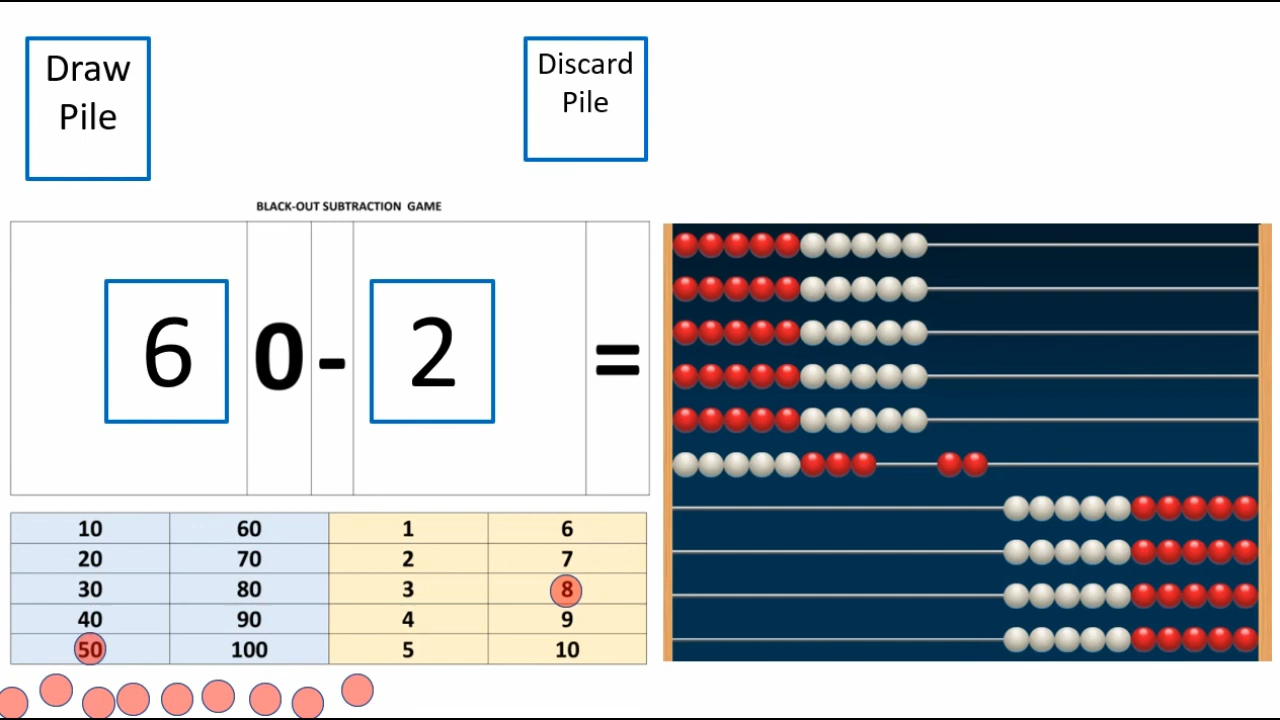 Draw
Pile
Discard
Pile
BLACK-OUT SUBTRACTION GAME
6 0 - 2 =
10 60 1 6
20 70 2 7
30 80 3 8
40 90 4 9
50 100 5 10